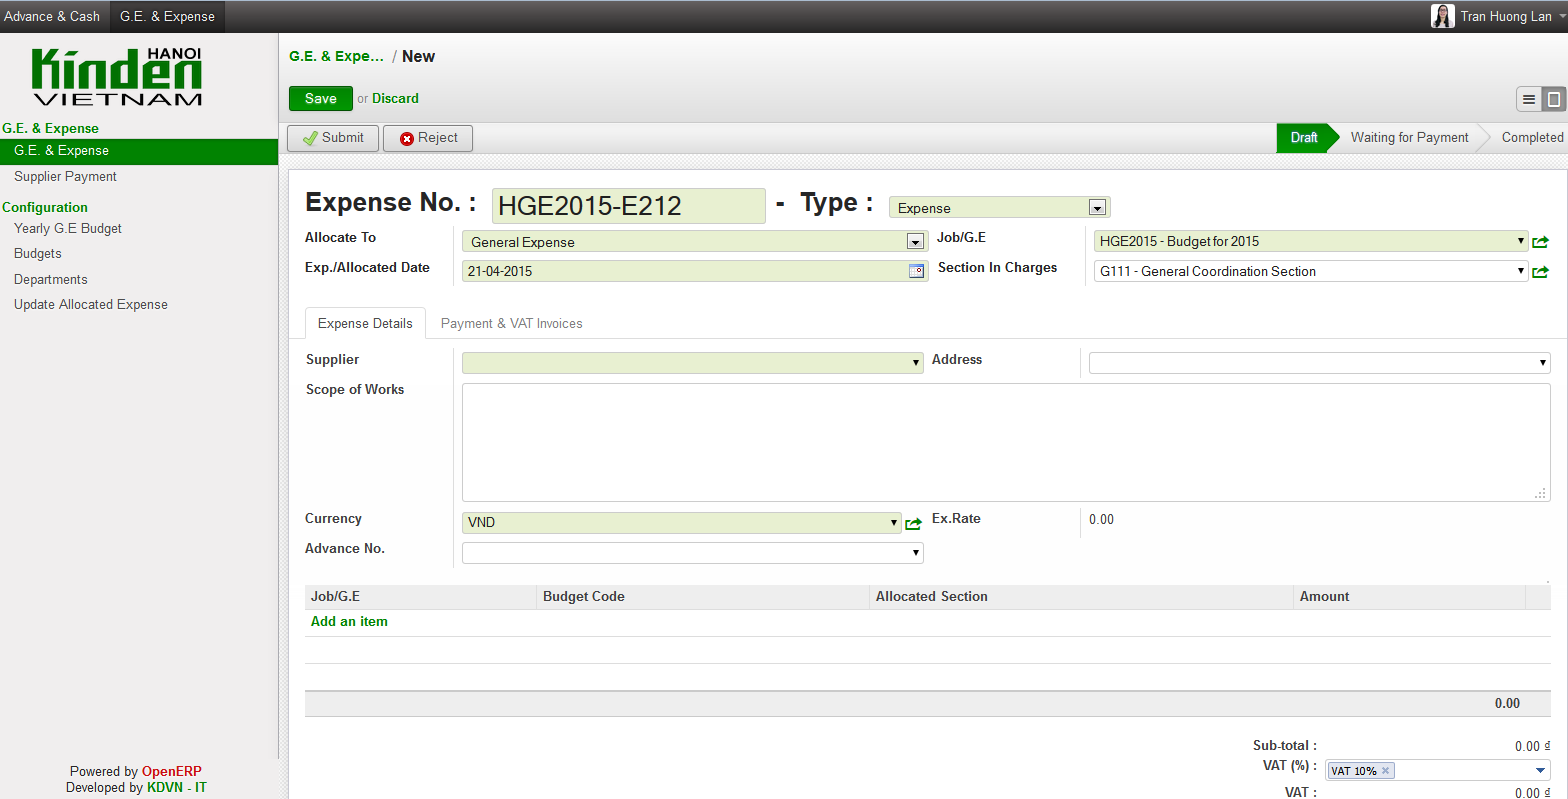 Advance & Cash G.E. & Expense Tran Huong Lan
HANOI
Kinden
VIETNAM
G.E. & Expense
G.E. & Expense
Supplier Payment
Configuration
Yearly G.E Budget
Budgets
Departments
Update Allocated Expense
Powered by OpenERP
Developed by KDVN - IT
G.E. & Expe... / New
Save or Discard
Submit Reject Draft Waiting for Payment Completed
Expense No. : HGE2015-E212 - Type : Expense
Allocate To General Expense Job/G.E HGE2015 - Budget for 2015
Exp./Allocated Date 21-04-2015 Section In Charges G111 - General Coordination Section
Expense Details Payment & VAT Invoices
Supplier Address
Scope of Works
Currency VND Ex.Rate 0.00
Advance No.
Job/G.E Budget Code Allocated Section Amount
Add an item
0.00
Sub-total : 0.00 ₫
VAT (%) : VAT 10% ×
VAT : 0.00 ₫